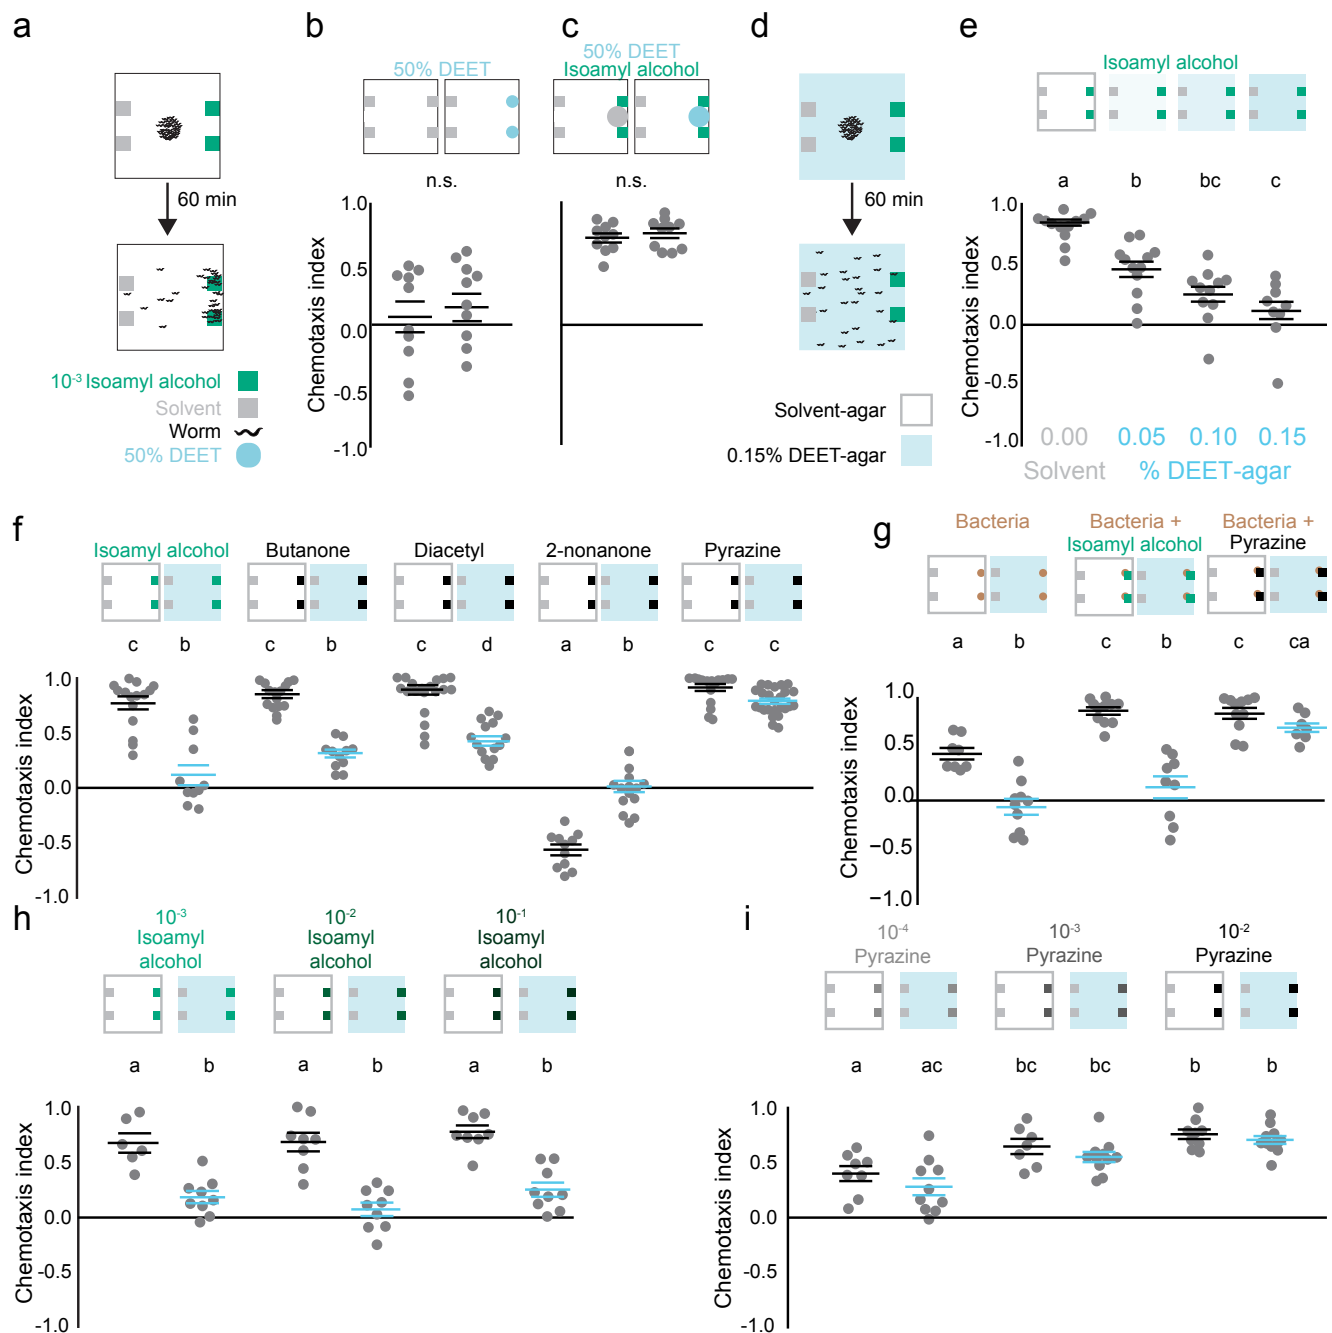 a
60 min
10-3 Isoamyl alcohol
Solvent
Worm
50% DEET
b
50% DEET
n.s.
Chemotaxis index
1.0
0.5
0.0
-0.5
-1.0
c
50% DEET
Isoamyl alcohol
n.s.
d
60 min
Solvent-agar
0.15% DEET-agar
e
Isoamyl alcohol
a b bc c
Chemotaxis index
1.0
0.5
0.0
-0.5
-1.0
0.00 0.05 0.10 0.15
Solvent % DEET-agar
f
Isoamyl alcohol Butanone Diacetyl 2-nonanone Pyrazine
c b c b c d a b c c
Chemotaxis index
1.0
0.5
0.0
-0.5
-1.0
g
Bacteria
Bacteria +
Isoamyl alcohol
Bacteria +
Pyrazine
a b c b c ca
Chemotaxis index
1.0
0.5
0.0
−0.5
−1.0
h
10-3
Isoamyl
alcohol
10-2
Isoamyl
alcohol
10-1
Isoamyl
alcohol
a b a b a b
Chemotaxis index
1.0
0.5
0.0
-0.5
-1.0
i
10-4
Pyrazine
10-3
Pyrazine
10-2
Pyrazine
a ac bc bc b b
Chemotaxis index
1.0
0.5
0.0
-0.5
-1.0